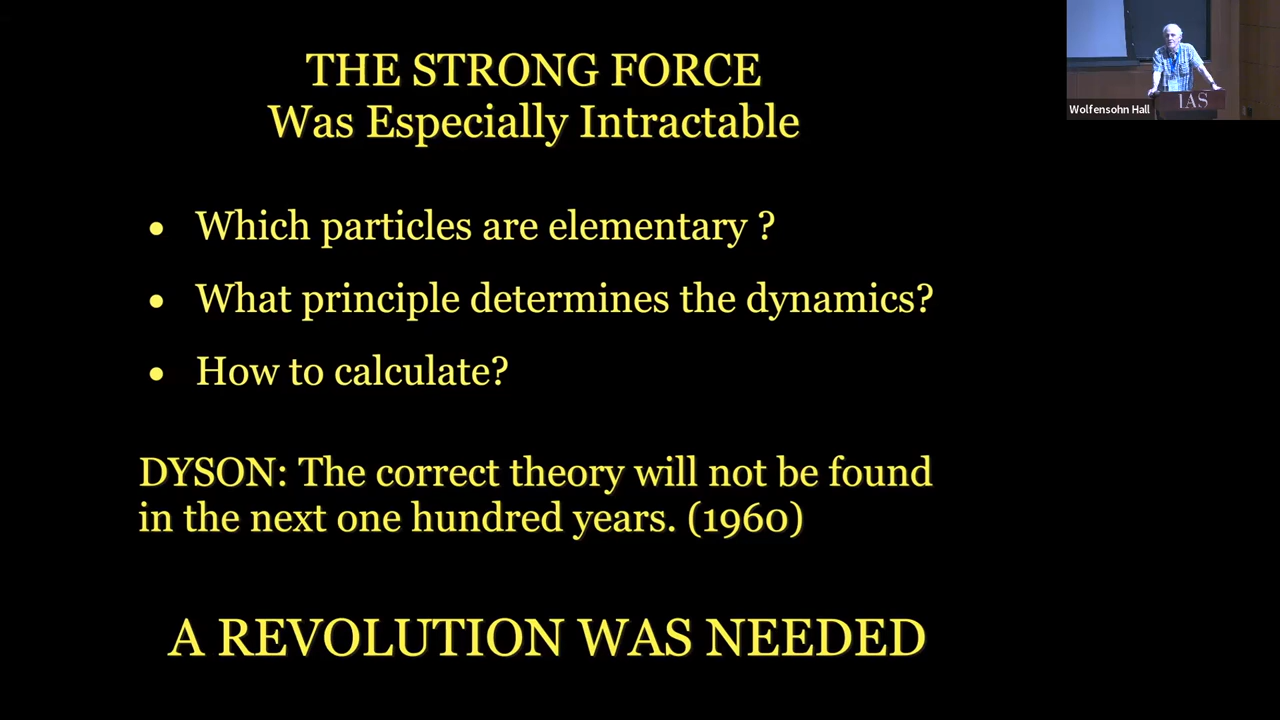 THE STRONG FORCE
Was Especially Intractable
• Which particles are elementary ?
• What principle determines the dynamics?
• How to calculate?
DYSON: The correct theory will not be found
in the next one hundred years. (1960)
A REVOLUTION WAS NEEDED
Wolfensohn Hall
IAS